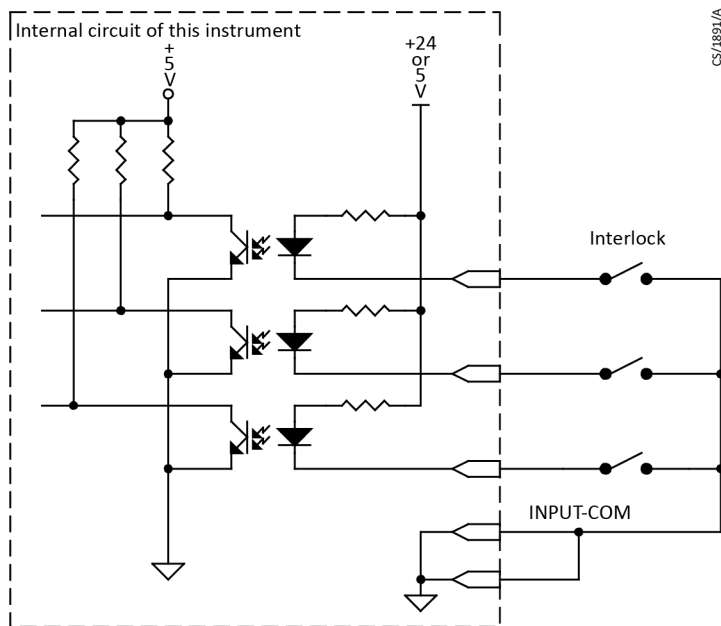 Internal circuit of this instrument
+
5
V
+24
or
5
V
Interlock
INPUT-COM
CS/1891/A